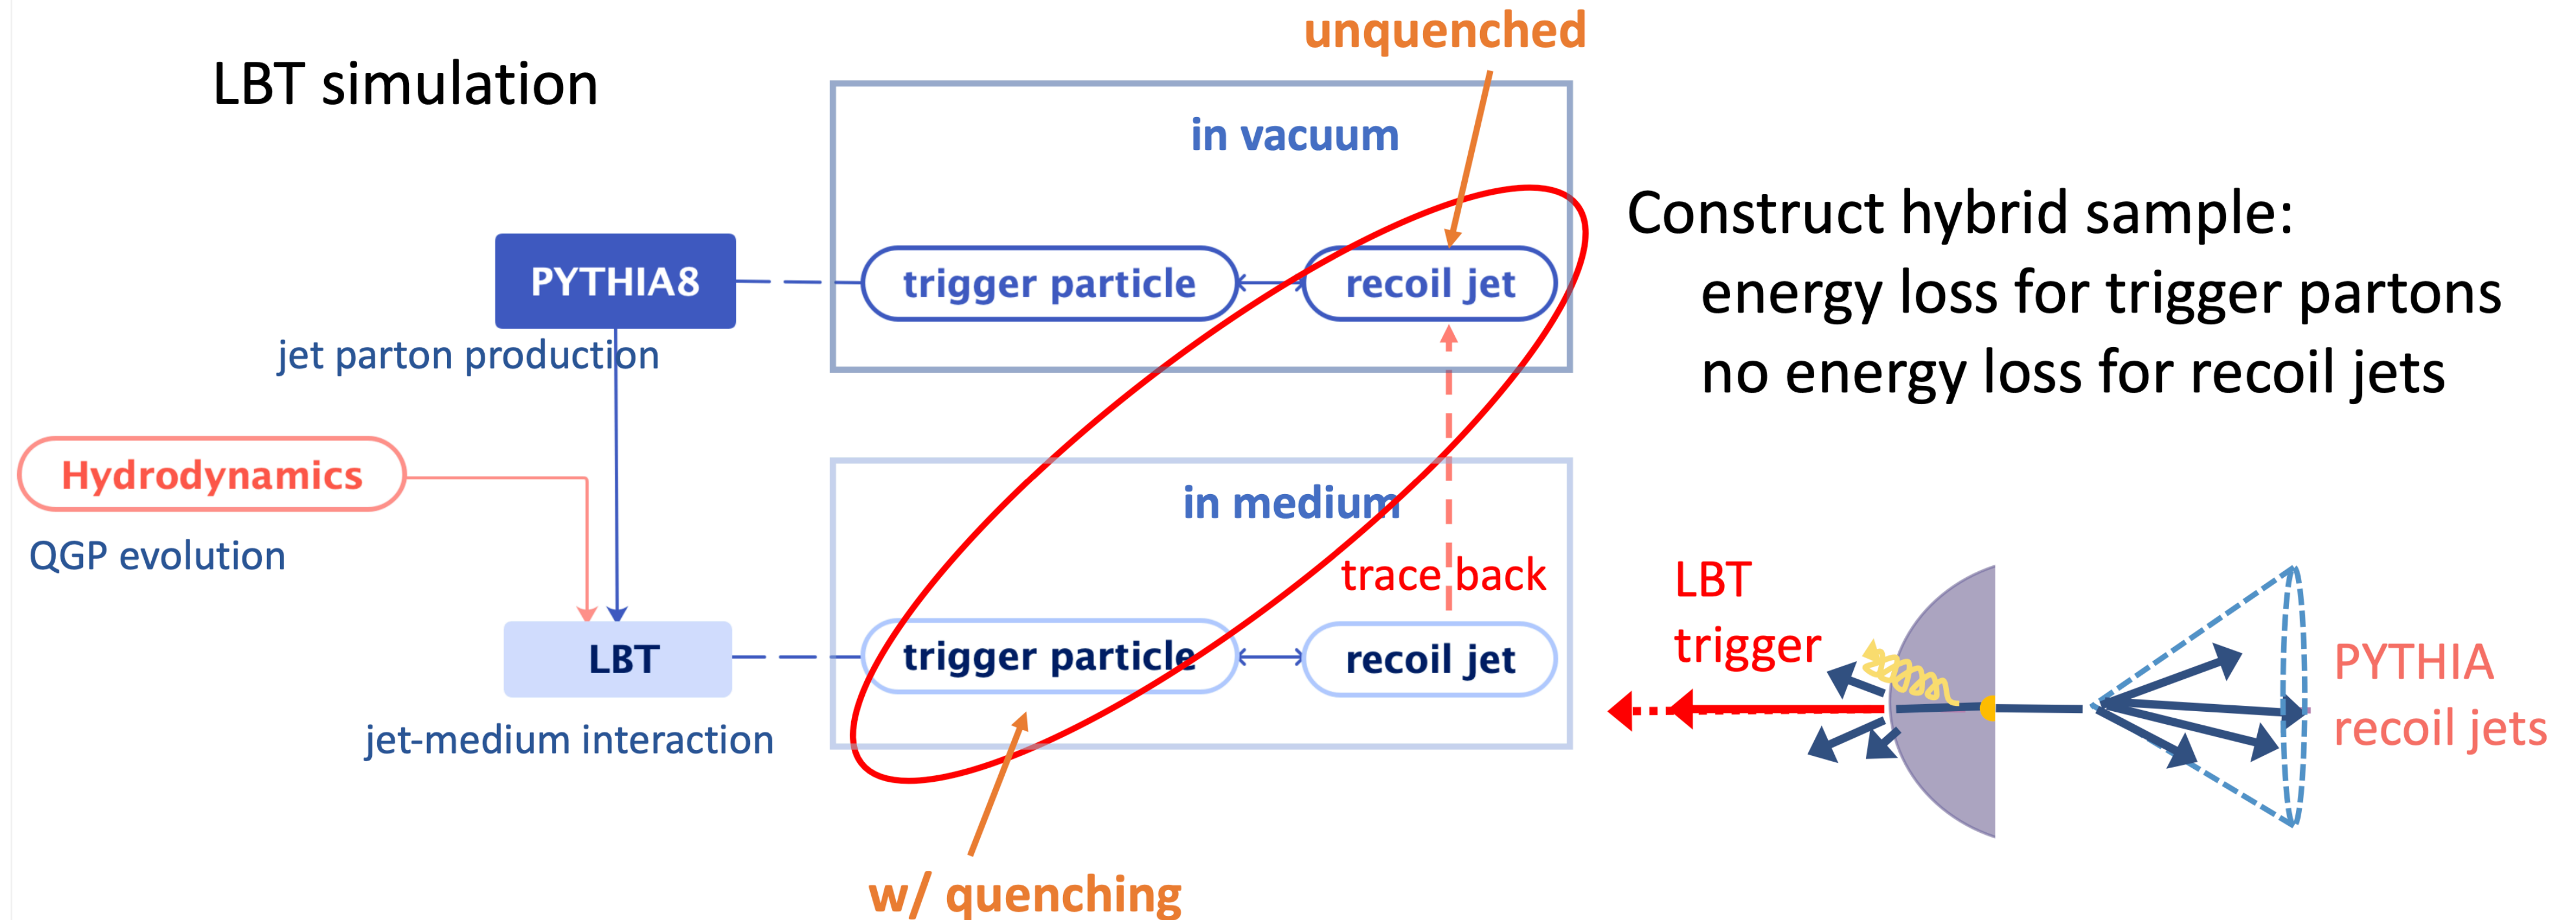 unquenched
LBT simulation
in vacuum
Construct hybrid sample:
energy loss for trigger partons
no energy loss for recoil jets
PYTHIA8
trigger particle
recoil jet
jet parton production
Hydrodynamics
QGP evolution
in medium
trace back
LBT
trigger particle
recoil jet
jet-medium interaction
LBT
trigger
PYTHIA
recoil jets
w/ quenching